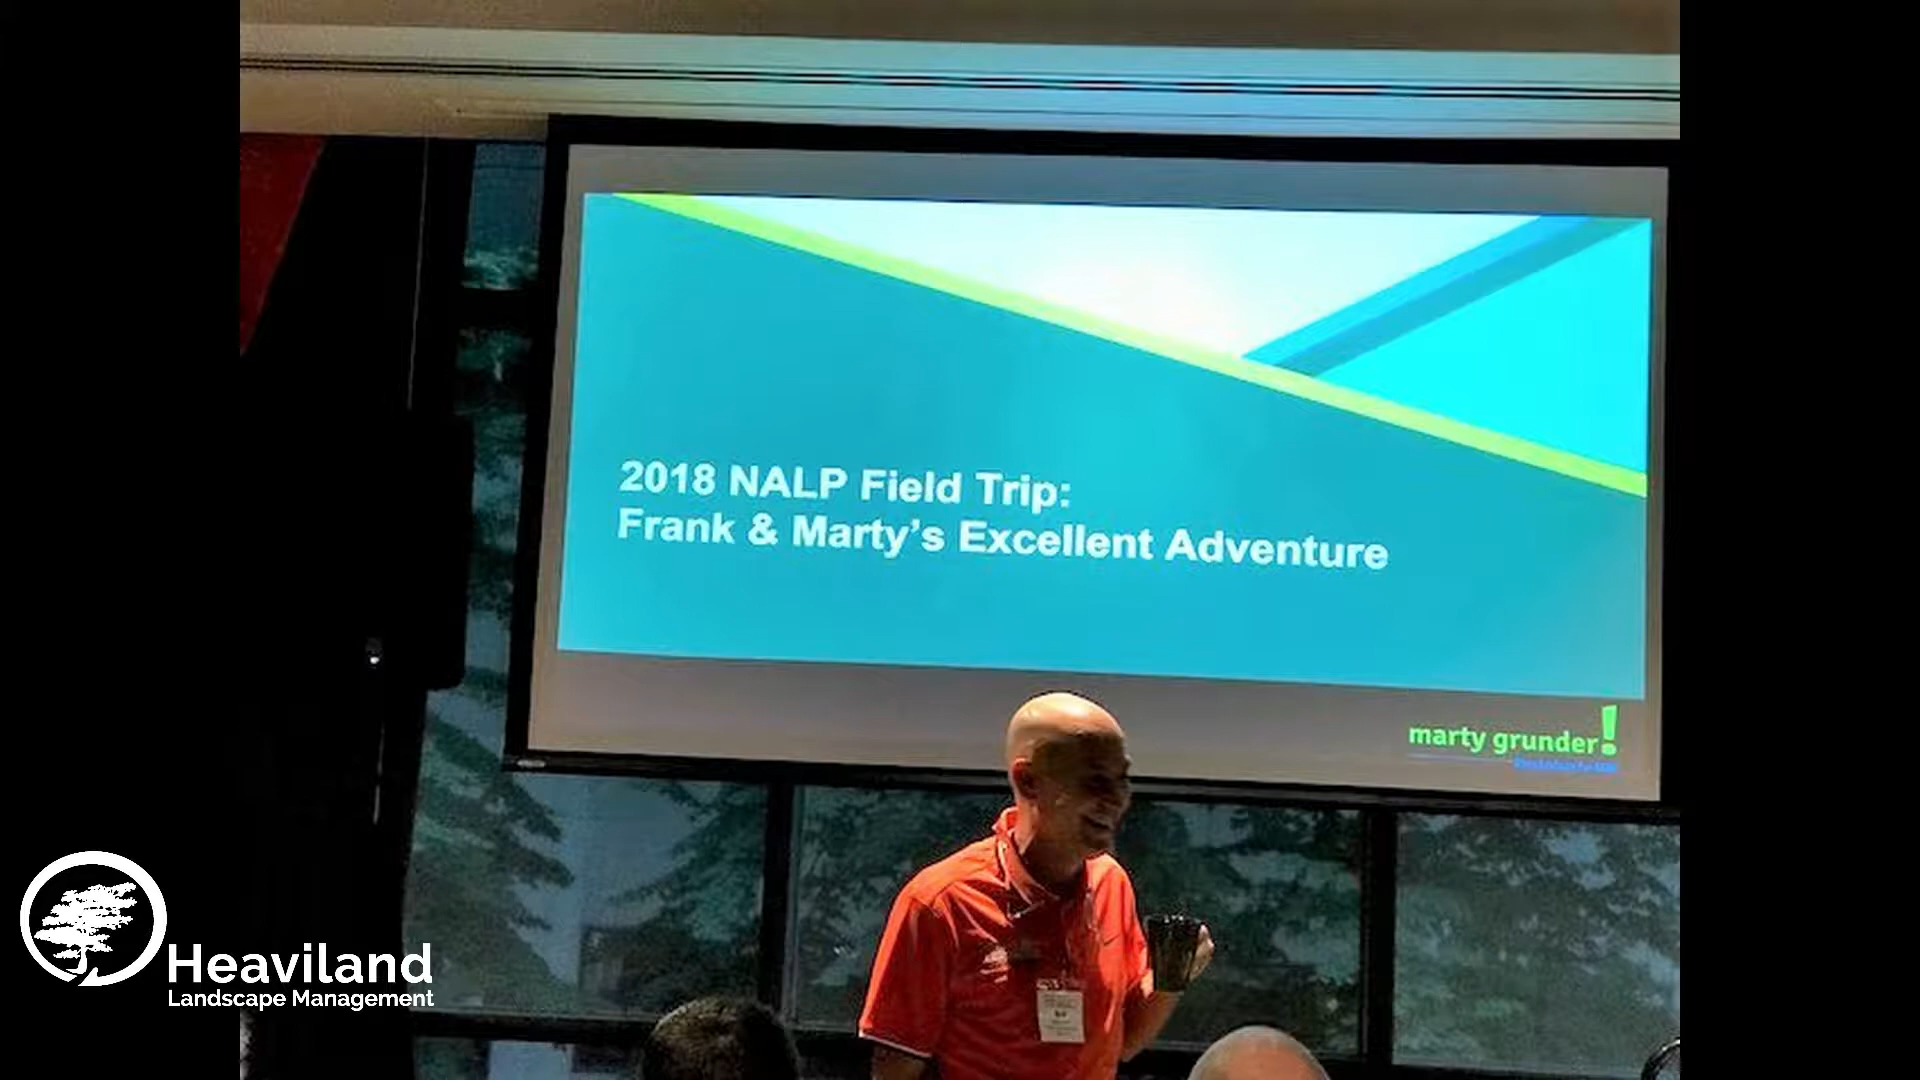 2018 NALP Field Trip:
Frank & Marty's Excellent Adventure
marty grunder!
Heaviland
Landscape Management